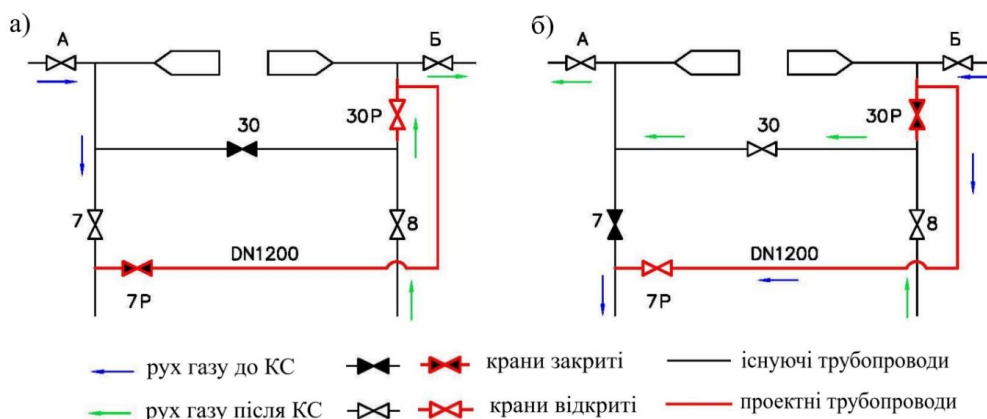 а)
А
Б
30Р
30
7
8
DN1200
7Р
б)
А
Б
30Р
30
7
8
DN1200
7Р
рух газу до КС
крани закриті
існуючі трубопроводи
рух газу після КС
крани відкриті
проектні трубопроводи